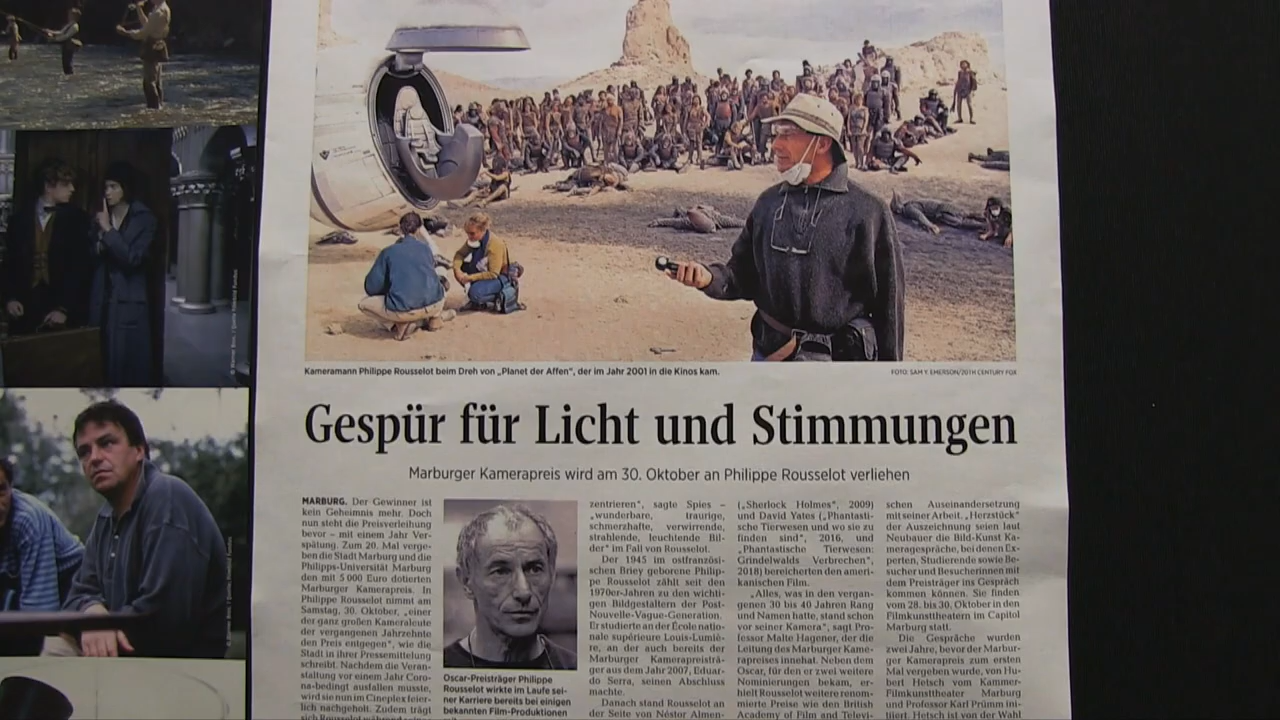 Kameramann Philippe Rousselot beim Dreh von „Planet der Affen", der im Jahr 2001 in die Kinos kam.
FOTO: SAM Y. EMERSON/20TH CENTURY FOX
Gespür für Licht und Stimmungen
Marburger Kamerapreis wird am 30. Oktober an Philippe Rousselot verliehen
MARBURG. Der Gewinner ist
kein Geheimnis mehr. Doch
nun steht die Preisverleihung
bevor – mit einem Jahr Ver-
spätung. Zum 20. Mal verge-
ben die Stadt Marburg und die
Philipps-Universität Marburg
den mit 5 000 Euro dotierten
Marburger Kamerapreis. In
Philippe Rousselot nimmt am
Samstag, 30. Oktober, „einer
der ganz großen Kameraleute
der vergangenen Jahrzehnte
den Preis entgegen", wie die
Stadt in ihrer Pressemitteilung
schreibt. Nachdem die Veran-
staltung vor einem Jahr Coro-
na-bedingt ausfallen musste,
wird sie nun im Cineplex feier-
lich nachgeholt. Zudem trägt
sich Rousselot während seiner
Oscar-Preisträger Philippe
Rousselot wirkte im Laufe sei-
ner Karriere bereits bei einigen
bekannten Film-Produktionen
zentrieren", sagte Spies –
„wunderbare, traurige,
schmerzhafte, verwirrende,
strahlende, leuchtende Bil-
der" im Fall von Rousselot.
Der 1945 im ostfranzösi-
schen Briey geborene Philip-
pe Rousselot zählt seit den
1970er-Jahren zu den wichti-
gen Bildgestaltern der Post-
Nouvelle-Vague-Generation.
Er studierte an der École natio-
nale supérieure Louis-Lumiè-
re, an der auch bereits der
Marburger Kamerapreisträ-
ger aus dem Jahr 2007, Eduar-
do Serra, seinen Abschluss
machte.
Danach stand Rousselot an
der Seite von Néstor Almen-
(„Sherlock Holmes", 2009)
und David Yates („Phantasti-
sche Tierwesen und wo sie zu
finden sind", 2016, und
„Phantastische Tierwesen:
Grindelwalds Verbrechen",
2018) bereicherten den ameri-
kanischen Film.
„Alles, was in den vergan-
genen 30 bis 40 Jahren Rang
und Namen hatte, stand schon
vor seiner Kamera", sagt Pro-
fessor Malte Hagener, der die
Leitung des Marburger Kame-
rapreises innehat. Neben dem
Oscar, für den er zwei weitere
Nominierungen bekam, er-
hielt Rousselot weitere renom-
mierte Preise wie den British
Academy of Film and Televi-
schen Auseinandersetzung
mit seiner Arbeit. „Herzstück"
der Auszeichnung seien laut
Neubauer die Bild-Kunst Ka-
meragespräche, bei denen Ex-
perten, Studierende sowie Be-
sucher und Besucherinnen mit
dem Preisträger ins Gespräch
kommen können. Sie finden
vom 28. bis 30. Oktober in den
Filmkunsttheatern im Capitol
Marburg statt.
Die Gespräche wurden
zwei Jahre, bevor der Marbur-
ger Kamerapreis zum ersten
Mal vergeben wurde, von Hu-
bert Hetsch vom Kammer-
Filmkunsttheater Marburg
und Professor Karl Prümm ini-
tiiert. Hetsch ist von der Wahl